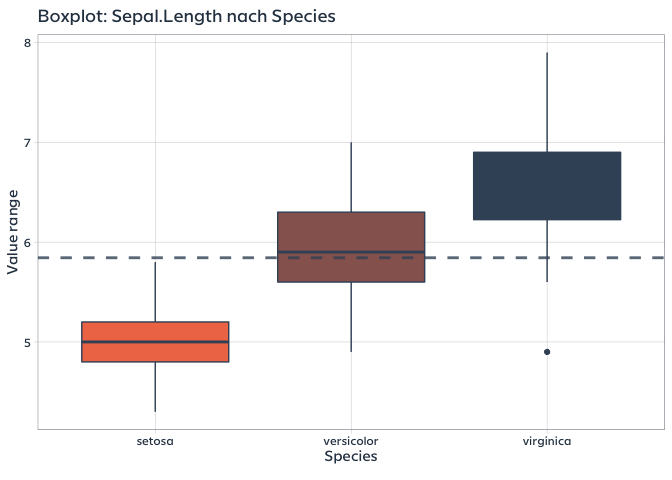 Boxplot: Sepal.Length nach Species
8
7
6
5
Value range
setosa
versicolor
virginica
Species